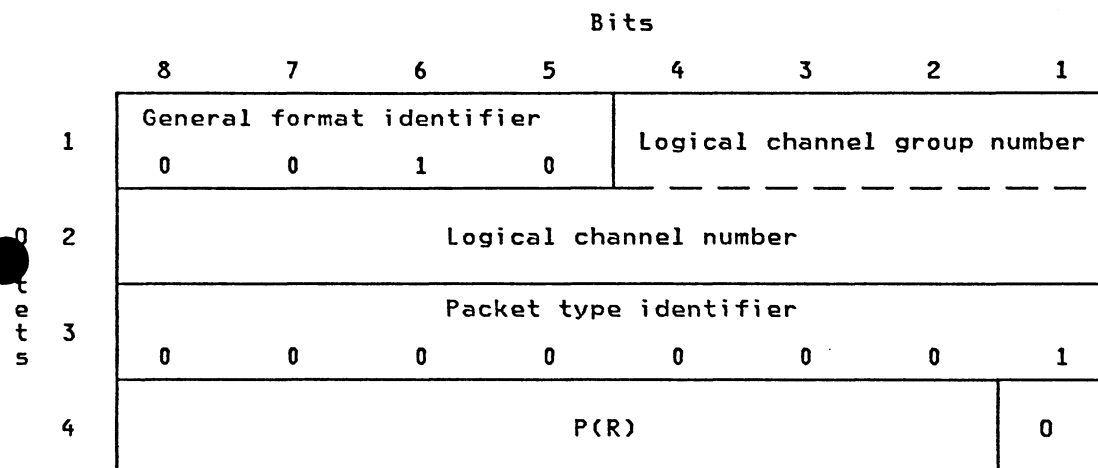 Bits
8 7 6 5 4 3 2 1
General format identifier
1 Logical channel group number
0 0 1 0
2 Logical channel number
Packet type identifier
3
0 0 0 0 0 0 0 1
4 P(R) 0